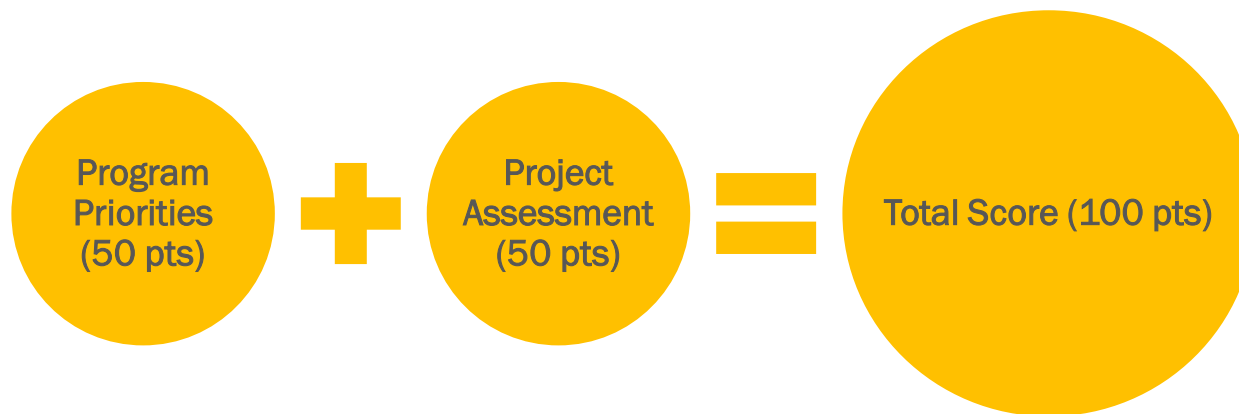 Program
Priorities
(50 pts)
Project
Assessment
(50 pts)
Total Score (100 pts)